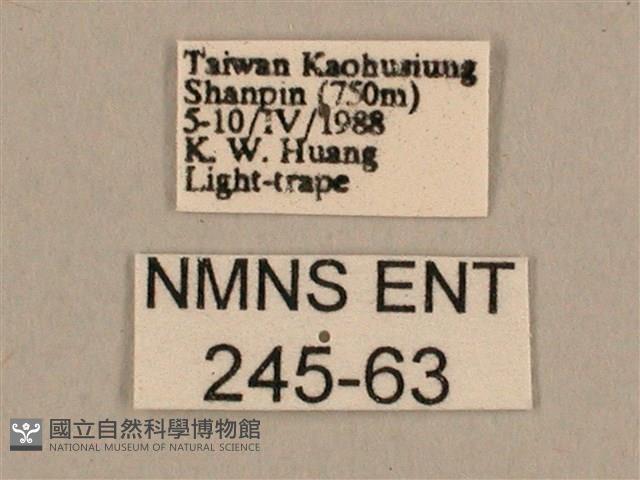 Taiwan Kaohusiung
Shanpin (750m)
5-10/IV/1988
K. W. Huang
Light-trape
NMNS ENT
245-63
國立自然科學博物館
NATIONAL MUSEUM OF NATURAL SCIENCE